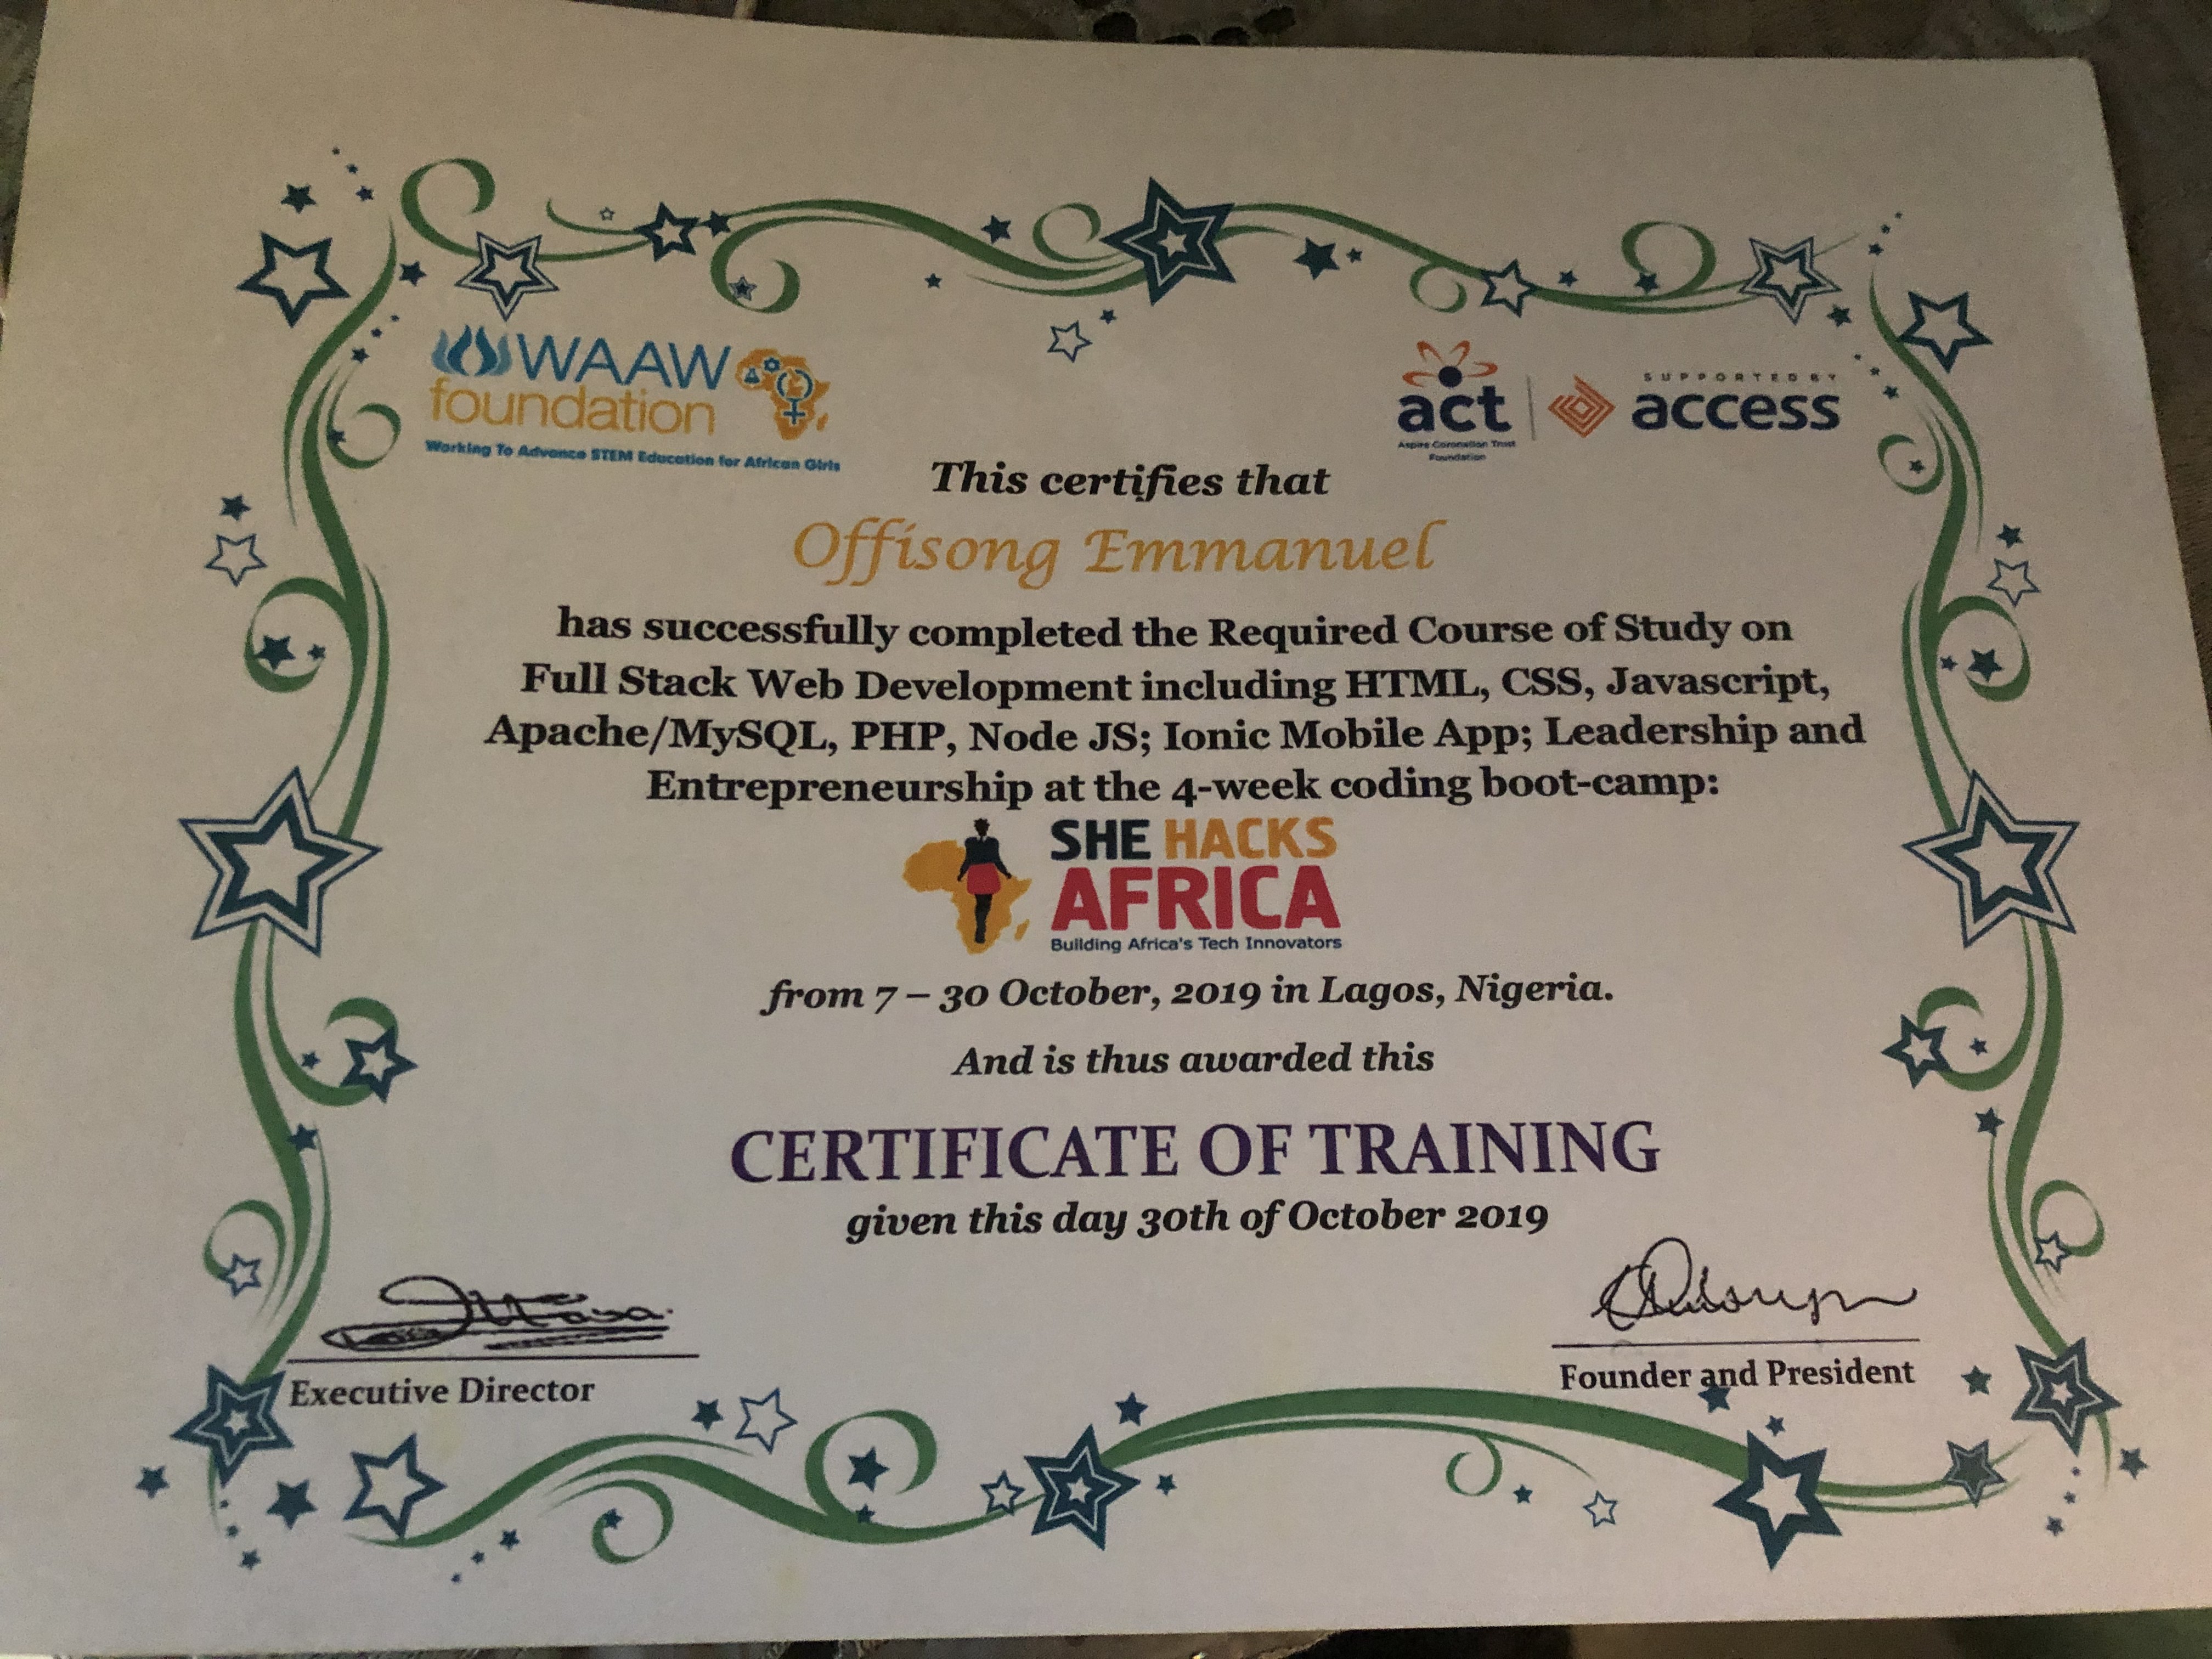 WAAAW
foundation
Working To Advance STEM Education for African Girls
act
Aspire Coronation Trust
Foundation
SUPPORTED BY
access
This certifies that
Offisong Emmanuel
has successfully completed the Required Course of Study on
Full Stack Web Development including HTML, CSS, Javascript,
Apache/MySQL, PHP, Node JS; Ionic Mobile App; Leadership and
Entrepreneurship at the 4-week coding boot-camp:
SHE HACKS
AFRICA
Building Africa's Tech Innovators
from 7 – 30 October, 2019 in Lagos, Nigeria.
And is thus awarded this
CERTIFICATE OF TRAINING
given this day 30th of October 2019
Executive Director
Founder and President